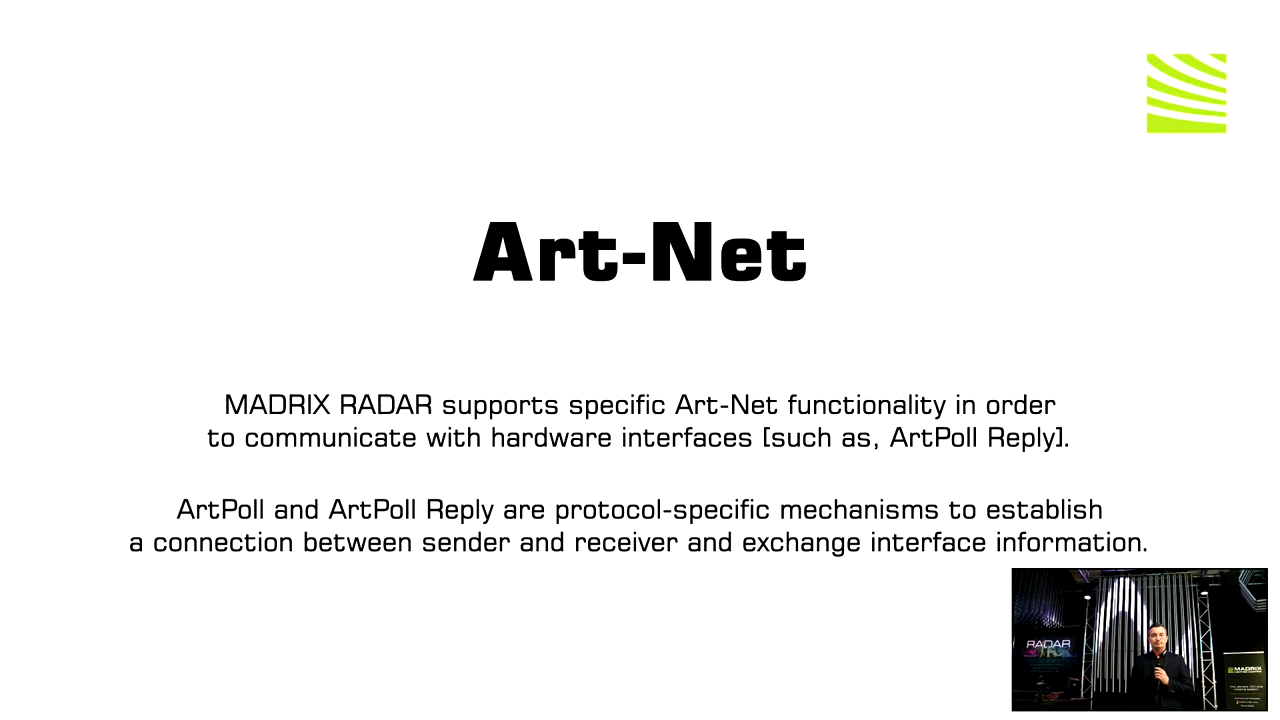 Art-Net
MADRIX RADAR supports specific Art-Net functionality in order
to communicate with hardware interfaces [such as, ArtPoll Reply].
ArtPoll and ArtPoll Reply are protocol-specific mechanisms to establish
a connection between sender and receiver and exchange interface information.
RADAR
MADRIX